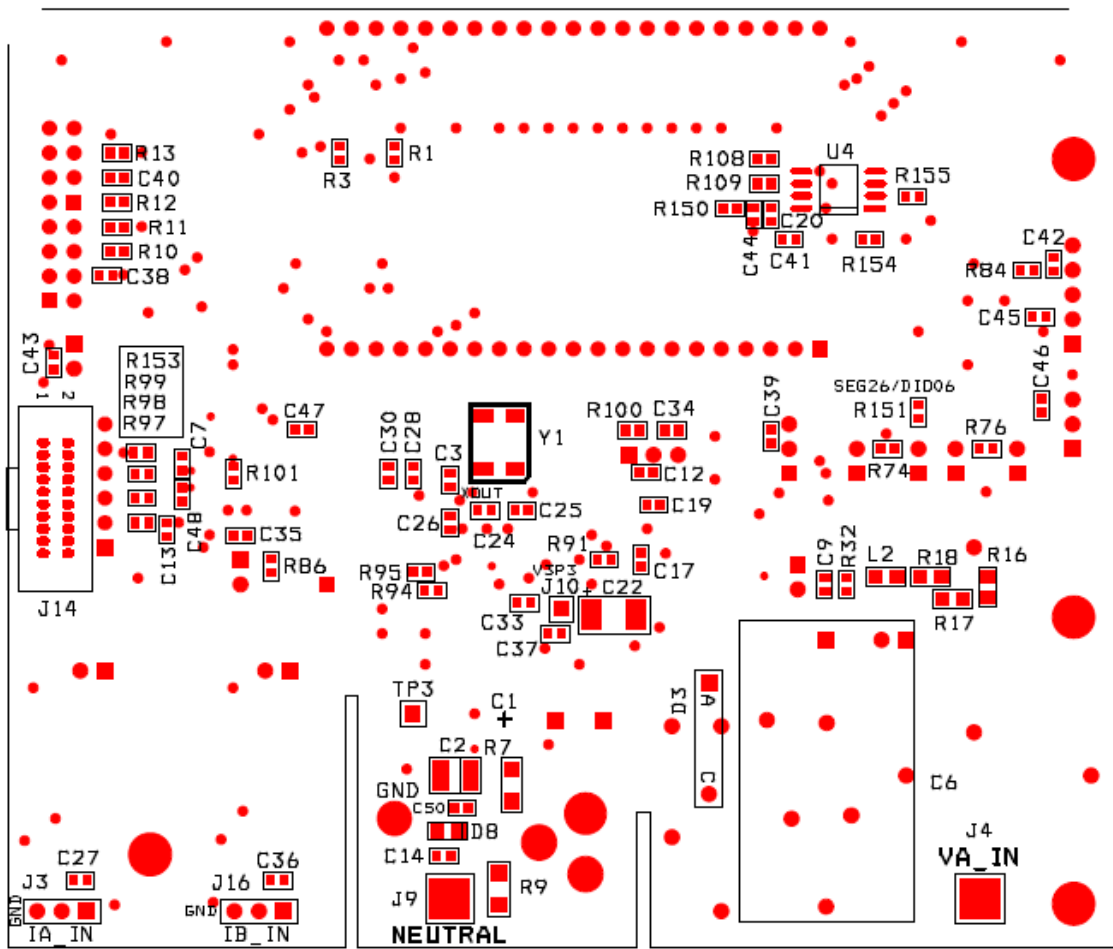 R13
C40
R12
R11
R10
C38
R3
R1
R108
R109
R150
U4
R155
C44
C20
C41
R154
C42
R84
C45
C46
C43
1 2
R153
R99
R98
R97
C7
C47
R101
C48
C13
C35
R86
J14
C30
C28
C3
Y1
XOUT
C26
C24
C25
R100
C34
C12
C19
C39
SEG26/DIO06
R151
R74
R76
R95
R94
R91
V3P3
J10
+
C22
C17
C33
C37
C9
R32
L2
R18
R16
R17
TP3
C1
+
D3
A
C
C6
C2
R7
GND
C50
D8
C14
J9
R9
NEUTRAL
J3
C27
GND
IA_IN
J16
C36
GND
IB_IN
J4
VA_IN